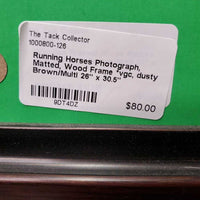 The Tack Collector
1000800-126
Running Horses Photograph,
Matted, Wood Frame *vgc, dusty
Brown/Multi 26" x 30.5"
9DT4DZ
$80.00